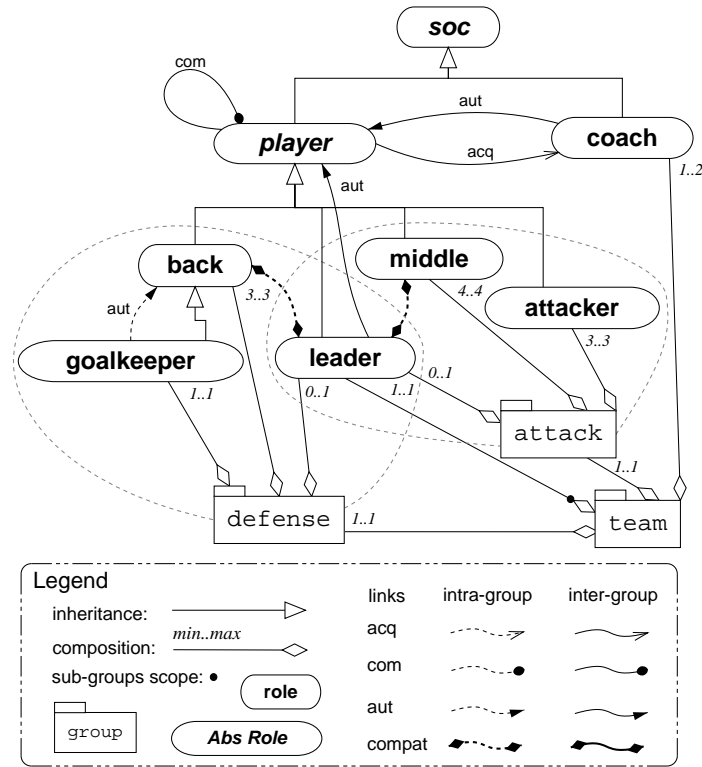 soc
com
aut
player
coach
acq
1..2
aut
back
middle
3..3
4..4
attacker
aut
goalkeeper
leader
3..3
1..1
0..1
1..1
0..1
attack
1..1
defense
1..1
team
Legend
inheritance:
composition:
min..max
sub-groups scope:
role
group
Abs Role
links intra-group inter-group
acq
com
aut
compat